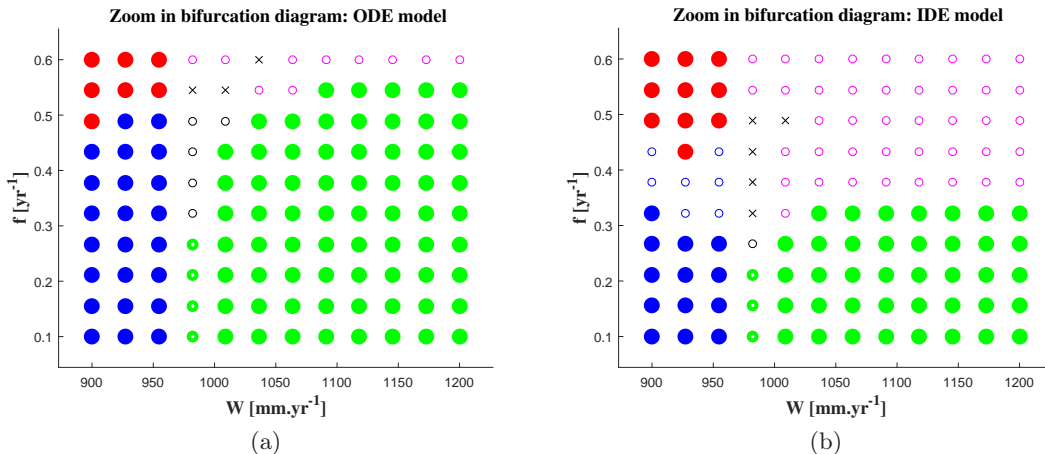 Zoom in bifurcation diagram: ODE model
0.6
0.5
0.4
0.3
0.2
0.1
f [yr⁻¹]
900 950 1000 1050 1100 1150 1200
W [mm.yr⁻¹]
(a)
Zoom in bifurcation diagram: IDE model
0.6
0.5
0.4
0.3
0.2
0.1
f [yr⁻¹]
900 950 1000 1050 1100 1150 1200
W [mm.yr⁻¹]
(b)